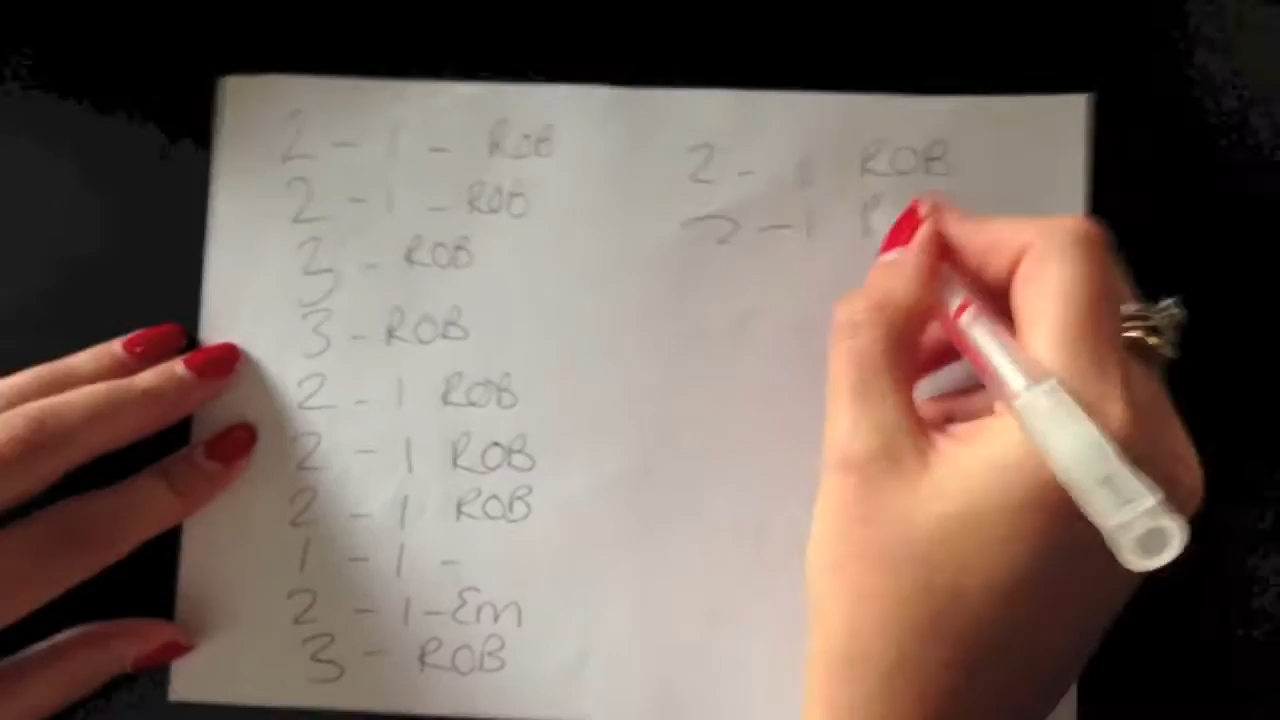 2 - 1 - ROB
2 - 1 - ROB
3 - ROB
3 - ROB
2 - 1 ROB
2 - 1 ROB
2 - 1 ROB
1 - 1 -
2 - 1 - Em
3 - ROB
2 - 1 ROB
2 - 1